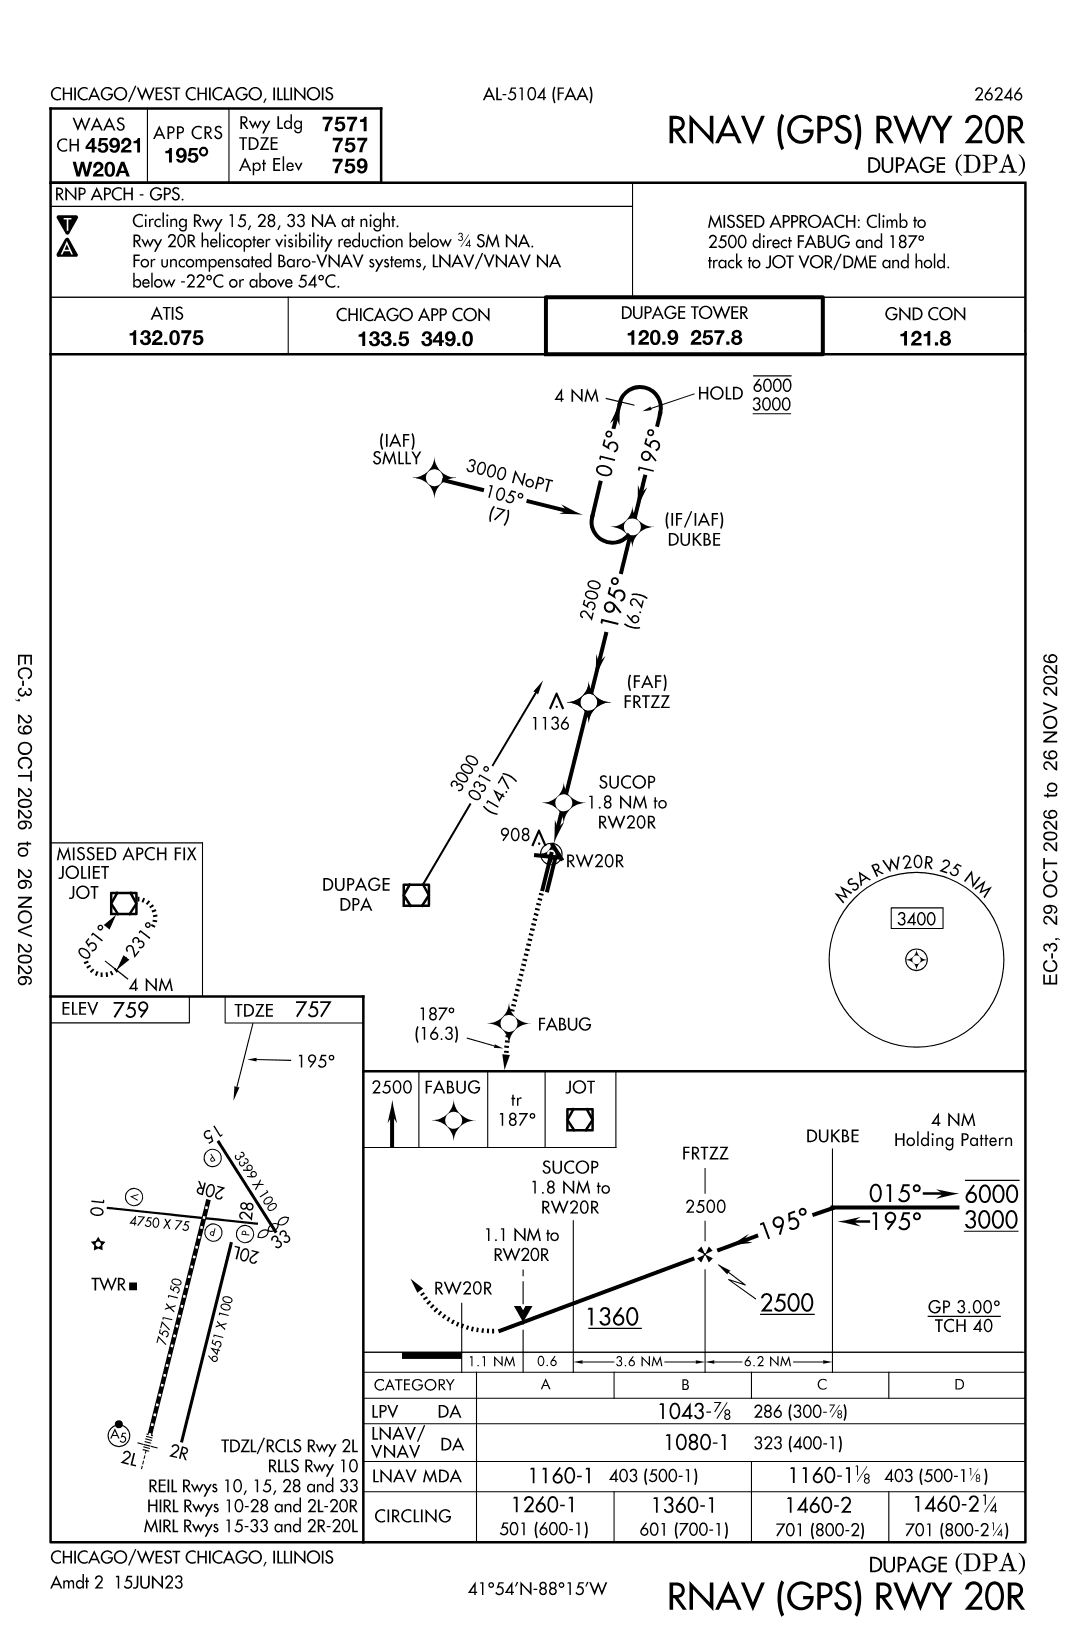 CHICAGO/WEST CHICAGO, ILLINOIS
AL-5104 (FAA)
26246
WAAS
CH 45921
W20A
APP CRS
195°
Rwy Ldg 7571
TDZE 757
Apt Elev 759
RNAV (GPS) RWY 20R
DUPAGE (DPA)
RNP APCH - GPS.
T
A
Circling Rwy 15, 28, 33 NA at night.
Rwy 20R helicopter visibility reduction below ¾ SM NA.
For uncompensated Baro-VNAV systems, LNAV/VNAV NA
below -22°C or above 54°C.
MISSED APPROACH: Climb to
2500 direct FABUG and 187°
track to JOT VOR/DME and hold.
ATIS
132.075
CHICAGO APP CON
133.5 349.0
DUPAGE TOWER
120.9 257.8
GND CON
121.8
4 NM
HOLD 6000
3000
015°
195°
(IAF)
SMLLY
3000 NoPT
105°
(7)
(IF/IAF)
DUKBE
2500
195°
(6.2)
(FAF)
FRTZZ
1136
3000
031°
(14.7)
SUCOP
1.8 NM to
RW20R
908
RW20R
DUPAGE
DPA
MISSED APCH FIX
JOLIET
JOT
051°
231°
4 NM
MSA RW20R 25 NM
3400
187°
(16.3)
FABUG
EC-3, 29 OCT 2026 to 26 NOV 2026
EC-3, 29 OCT 2026 to 26 NOV 2026
ELEV 759
TDZE 757
195°
15
P
3399 X 100
20R
10
V
4750 X 75
28
P
P
33
20L
TWR
7571 X 150
6451 X 100
A5
2L
2R
TDZL/RCLS Rwy 2L
RLLS Rwy 10
REIL Rwys 10, 15, 28 and 33
HIRL Rwys 10-28 and 2L-20R
MIRL Rwys 15-33 and 2R-20L
2500
FABUG
tr
187°
JOT
4 NM
Holding Pattern
DUKBE
FRTZZ
SUCOP
1.8 NM to
RW20R
2500
015°
6000
195°
3000
195°
1.1 NM to
RW20R
RW20R
1360
2500
GP 3.00°
TCH 40
1.1 NM
0.6
3.6 NM
6.2 NM
CATEGORY A B C D
LPV DA 1043-⅞ 286 (300-⅞)
LNAV/
VNAV DA 1080-1 323 (400-1)
LNAV MDA 1160-1 403 (500-1) 1160-1⅛ 403 (500-1⅛)
CIRCLING
1260-1
501 (600-1)
1360-1
601 (700-1)
1460-2
701 (800-2)
1460-2¼
701 (800-2¼)
CHICAGO/WEST CHICAGO, ILLINOIS
Amdt 2 15JUN23
41°54'N-88°15'W
DUPAGE (DPA)
RNAV (GPS) RWY 20R